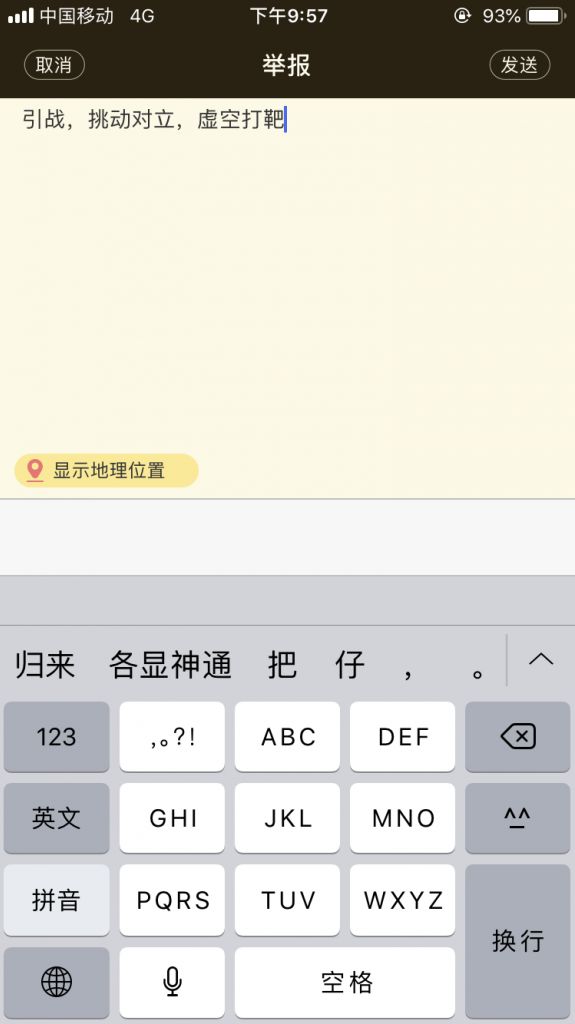 中国移动 4G 下午9:57 93%
取消 举报 发送
引战，挑动对立，虚空打靶
显示地理位置
归来 各显神通 把 仔 ， 。
123 ,。?! ABC DEF
英文 GHI JKL MNO ^^
拼音 PQRS TUV WXYZ
换行
空格